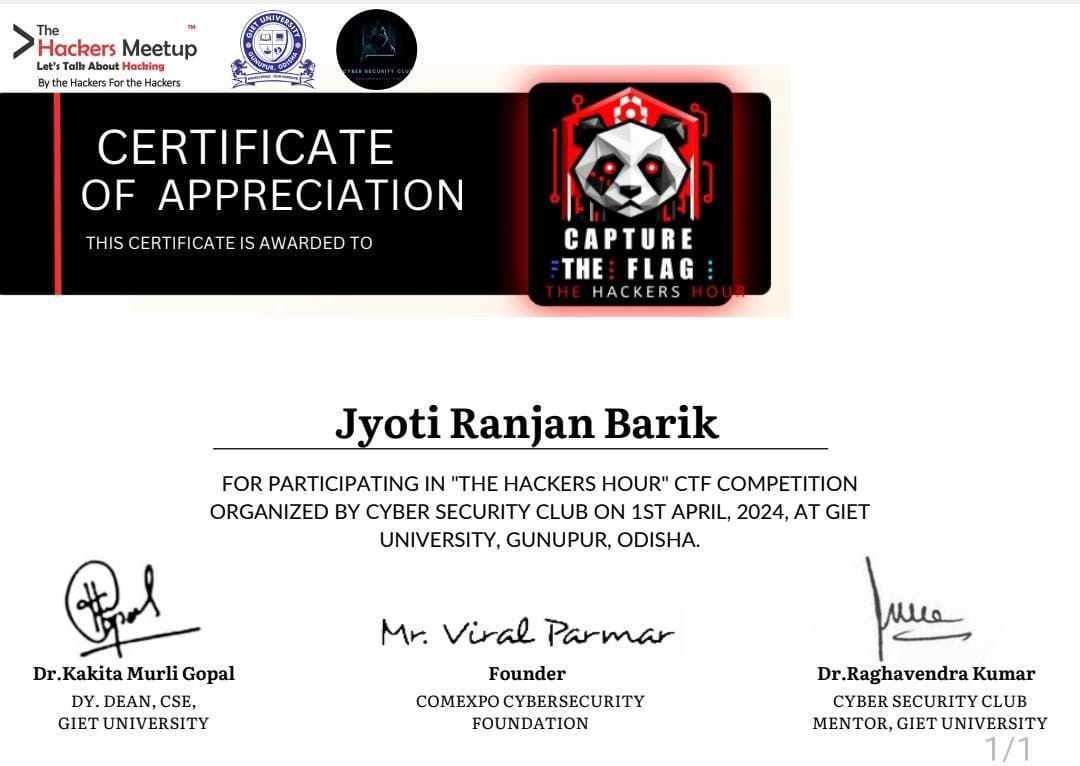 The
Hackers Meetup
™
Let's Talk About Hacking
By the Hackers For the Hackers
GIET UNIVERSITY
GUNUPUR, ODISHA
CYBER SECURITY CLUB
CERTIFICATE
OF APPRECIATION
THIS CERTIFICATE IS AWARDED TO
CAPTURE
THE FLAG
THE HACKERS HOUR
Jyoti Ranjan Barik
FOR PARTICIPATING IN "THE HACKERS HOUR" CTF COMPETITION
ORGANIZED BY CYBER SECURITY CLUB ON 1ST APRIL, 2024, AT GIET
UNIVERSITY, GUNUPUR, ODISHA.
Mr. Viral Parmar
Dr.Kakita Murli Gopal
DY. DEAN, CSE,
GIET UNIVERSITY
Founder
COMEXPO CYBERSECURITY
FOUNDATION
Dr.Raghavendra Kumar
CYBER SECURITY CLUB
MENTOR, GIET UNIVERSITY
1/1